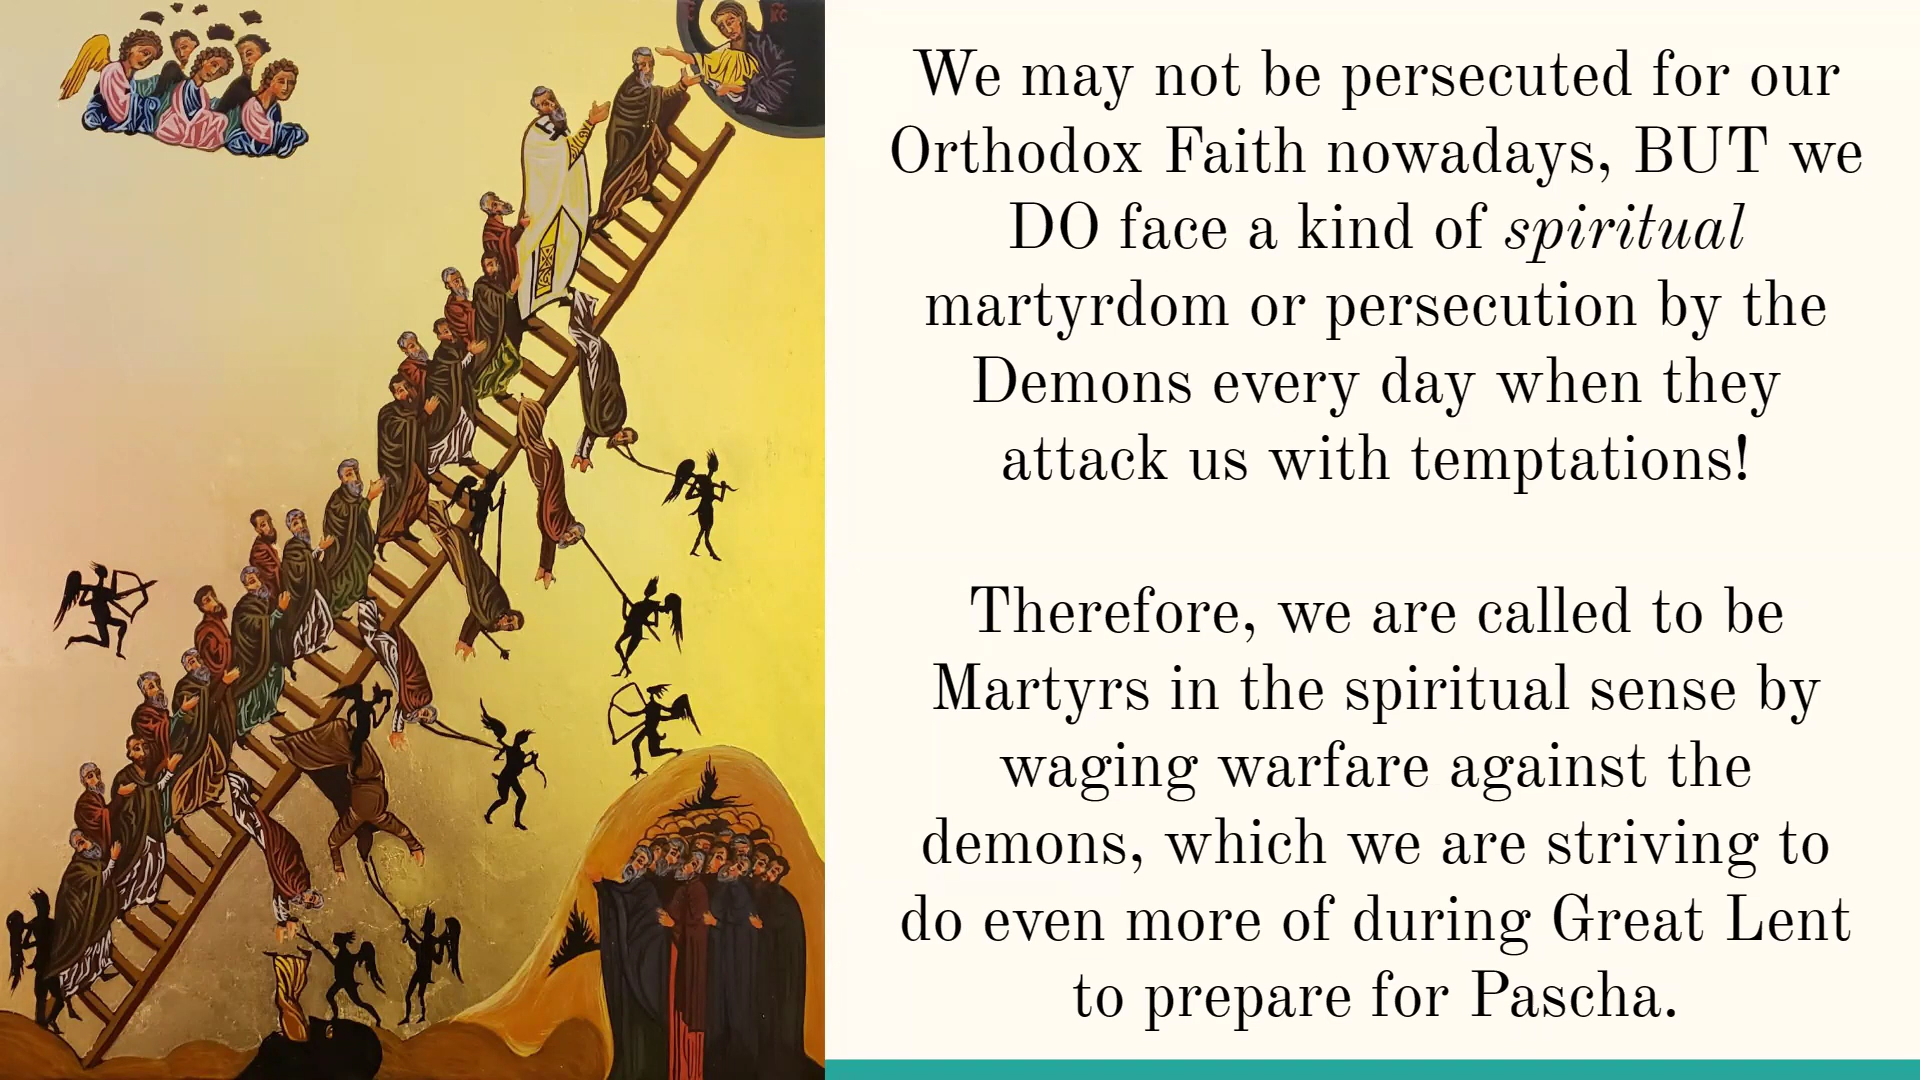 We may not be persecuted for our
Orthodox Faith nowadays, BUT we
DO face a kind of spiritual
martyrdom or persecution by the
Demons every day when they
attack us with temptations!
Therefore, we are called to be
Martyrs in the spiritual sense by
waging warfare against the
demons, which we are striving to
do even more of during Great Lent
to prepare for Pascha.